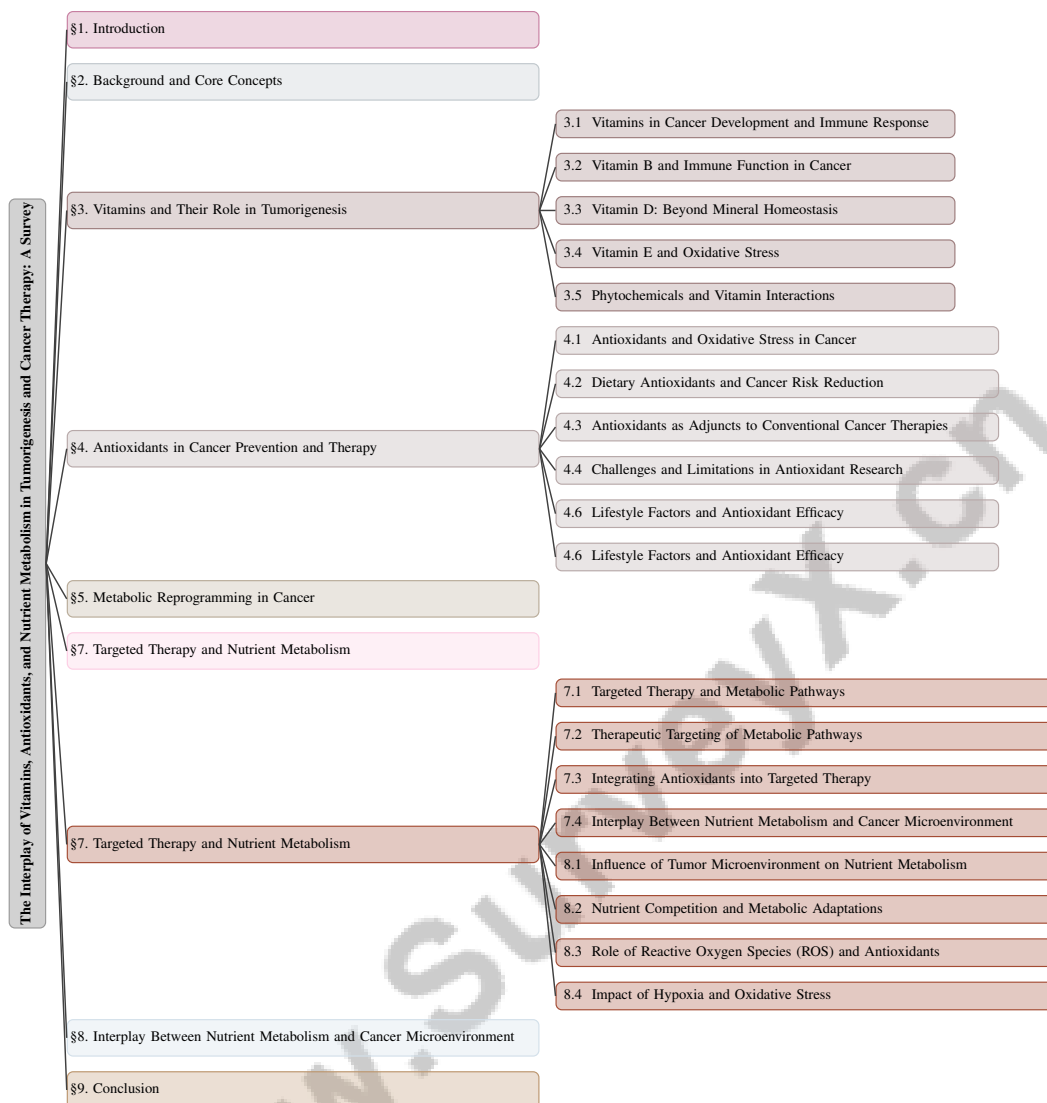 The Interplay of Vitamins, Antioxidants, and Nutrient Metabolism in Tumorigenesis and Cancer Therapy: A Survey
§1. Introduction
§2. Background and Core Concepts
§3. Vitamins and Their Role in Tumorigenesis
3.1 Vitamins in Cancer Development and Immune Response
3.2 Vitamin B and Immune Function in Cancer
3.3 Vitamin D: Beyond Mineral Homeostasis
3.4 Vitamin E and Oxidative Stress
3.5 Phytochemicals and Vitamin Interactions
§4. Antioxidants in Cancer Prevention and Therapy
4.1 Antioxidants and Oxidative Stress in Cancer
4.2 Dietary Antioxidants and Cancer Risk Reduction
4.3 Antioxidants as Adjuncts to Conventional Cancer Therapies
4.4 Challenges and Limitations in Antioxidant Research
4.6 Lifestyle Factors and Antioxidant Efficacy
4.6 Lifestyle Factors and Antioxidant Efficacy
§5. Metabolic Reprogramming in Cancer
§7. Targeted Therapy and Nutrient Metabolism
§7. Targeted Therapy and Nutrient Metabolism
7.1 Targeted Therapy and Metabolic Pathways
7.2 Therapeutic Targeting of Metabolic Pathways
7.3 Integrating Antioxidants into Targeted Therapy
7.4 Interplay Between Nutrient Metabolism and Cancer Microenvironment
8.1 Influence of Tumor Microenvironment on Nutrient Metabolism
8.2 Nutrient Competition and Metabolic Adaptations
8.3 Role of Reactive Oxygen Species (ROS) and Antioxidants
8.4 Impact of Hypoxia and Oxidative Stress
§8. Interplay Between Nutrient Metabolism and Cancer Microenvironment
§9. Conclusion
w.SurveyX.cn